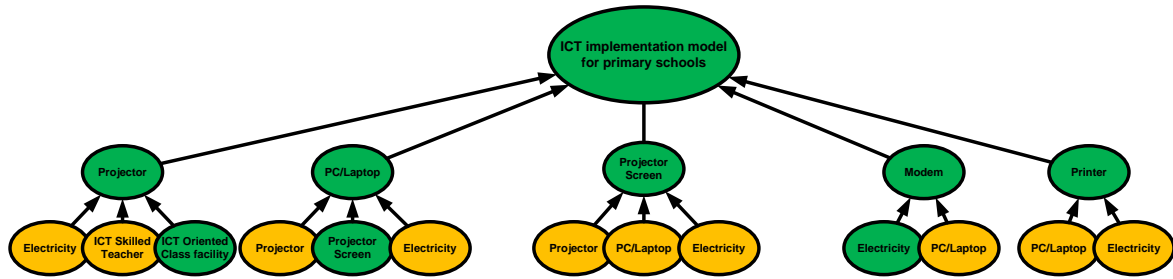 ICT implementation model
for primary schools
Projector
PC/Laptop
Projector
Screen
Modem
Printer
Electricity
ICT Skilled
Teacher
ICT Oriented
Class facility
Projector
Projector
Screen
Electricity
Projector
PC/Laptop
Electricity
Electricity
PC/Laptop
PC/Laptop
Electricity